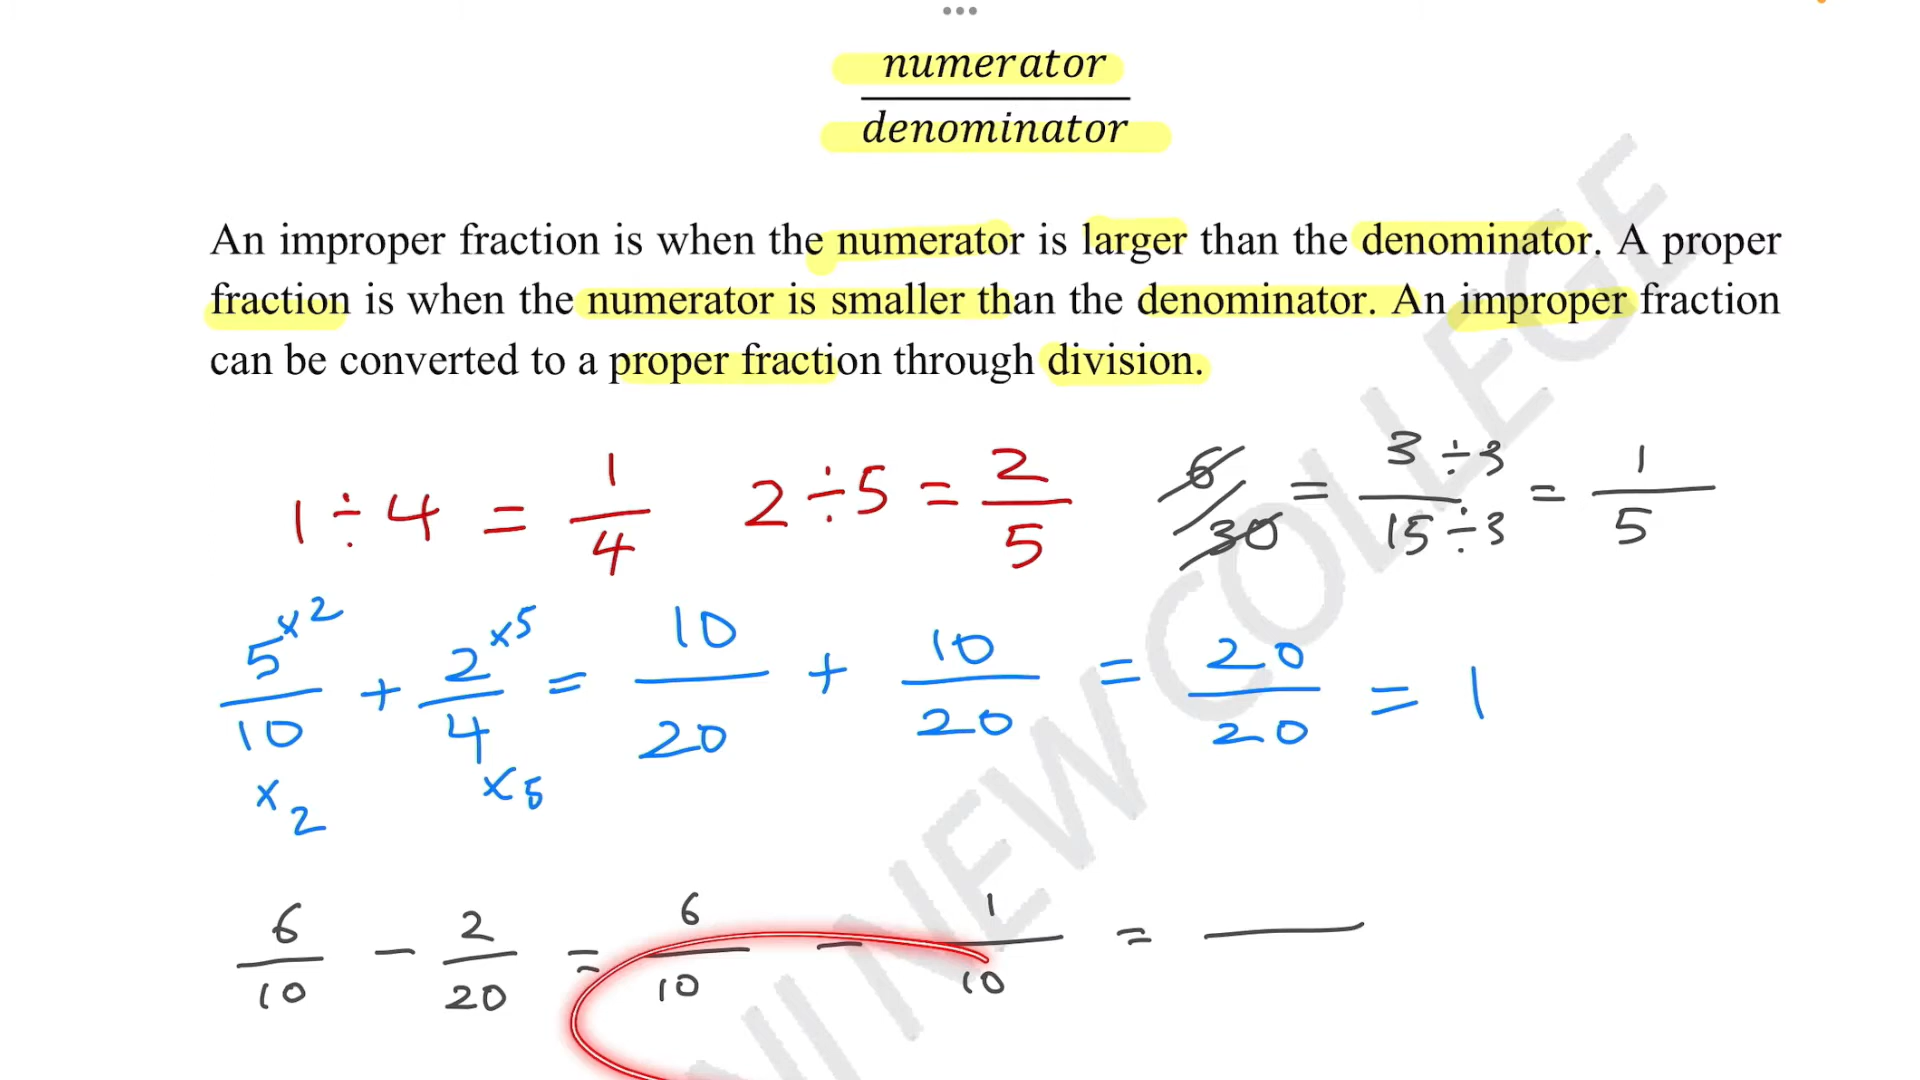 numerator
denominator
An improper fraction is when the numerator is larger than the denominator. A proper
fraction is when the numerator is smaller than the denominator. An improper fraction
can be converted to a proper fraction through division.
1 ÷ 4 = 1/4 2 ÷ 5 = 2/5 6/30 = 3 ÷ 3 / 15 ÷ 3 = 1/5
5 ×2 / 10 ×2 + 2 ×5 / 4 ×5 = 10/20 + 10/20 = 20/20 = 1
6/10 − 2/20 = 6/10 − 1/10 =
NEW COLLEGE